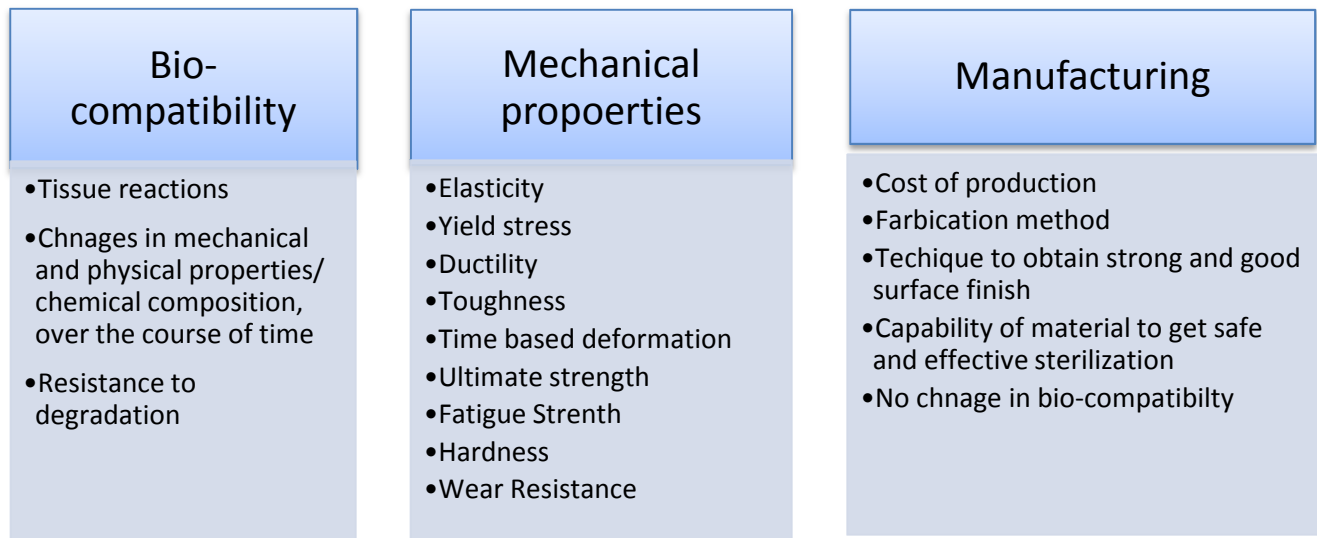 Bio-
compatibility
•Tissue reactions
•Chnages in mechanical
and physical properties/
chemical composition,
over the course of time
•Resistance to
degradation
Mechanical
propoerties
•Elasticity
•Yield stress
•Ductility
•Toughness
•Time based deformation
•Ultimate strength
•Fatigue Strenth
•Hardness
•Wear Resistance
Manufacturing
•Cost of production
•Farbication method
•Techique to obtain strong and good
surface finish
•Capability of material to get safe
and effective sterilization
•No chnage in bio-compatibilty